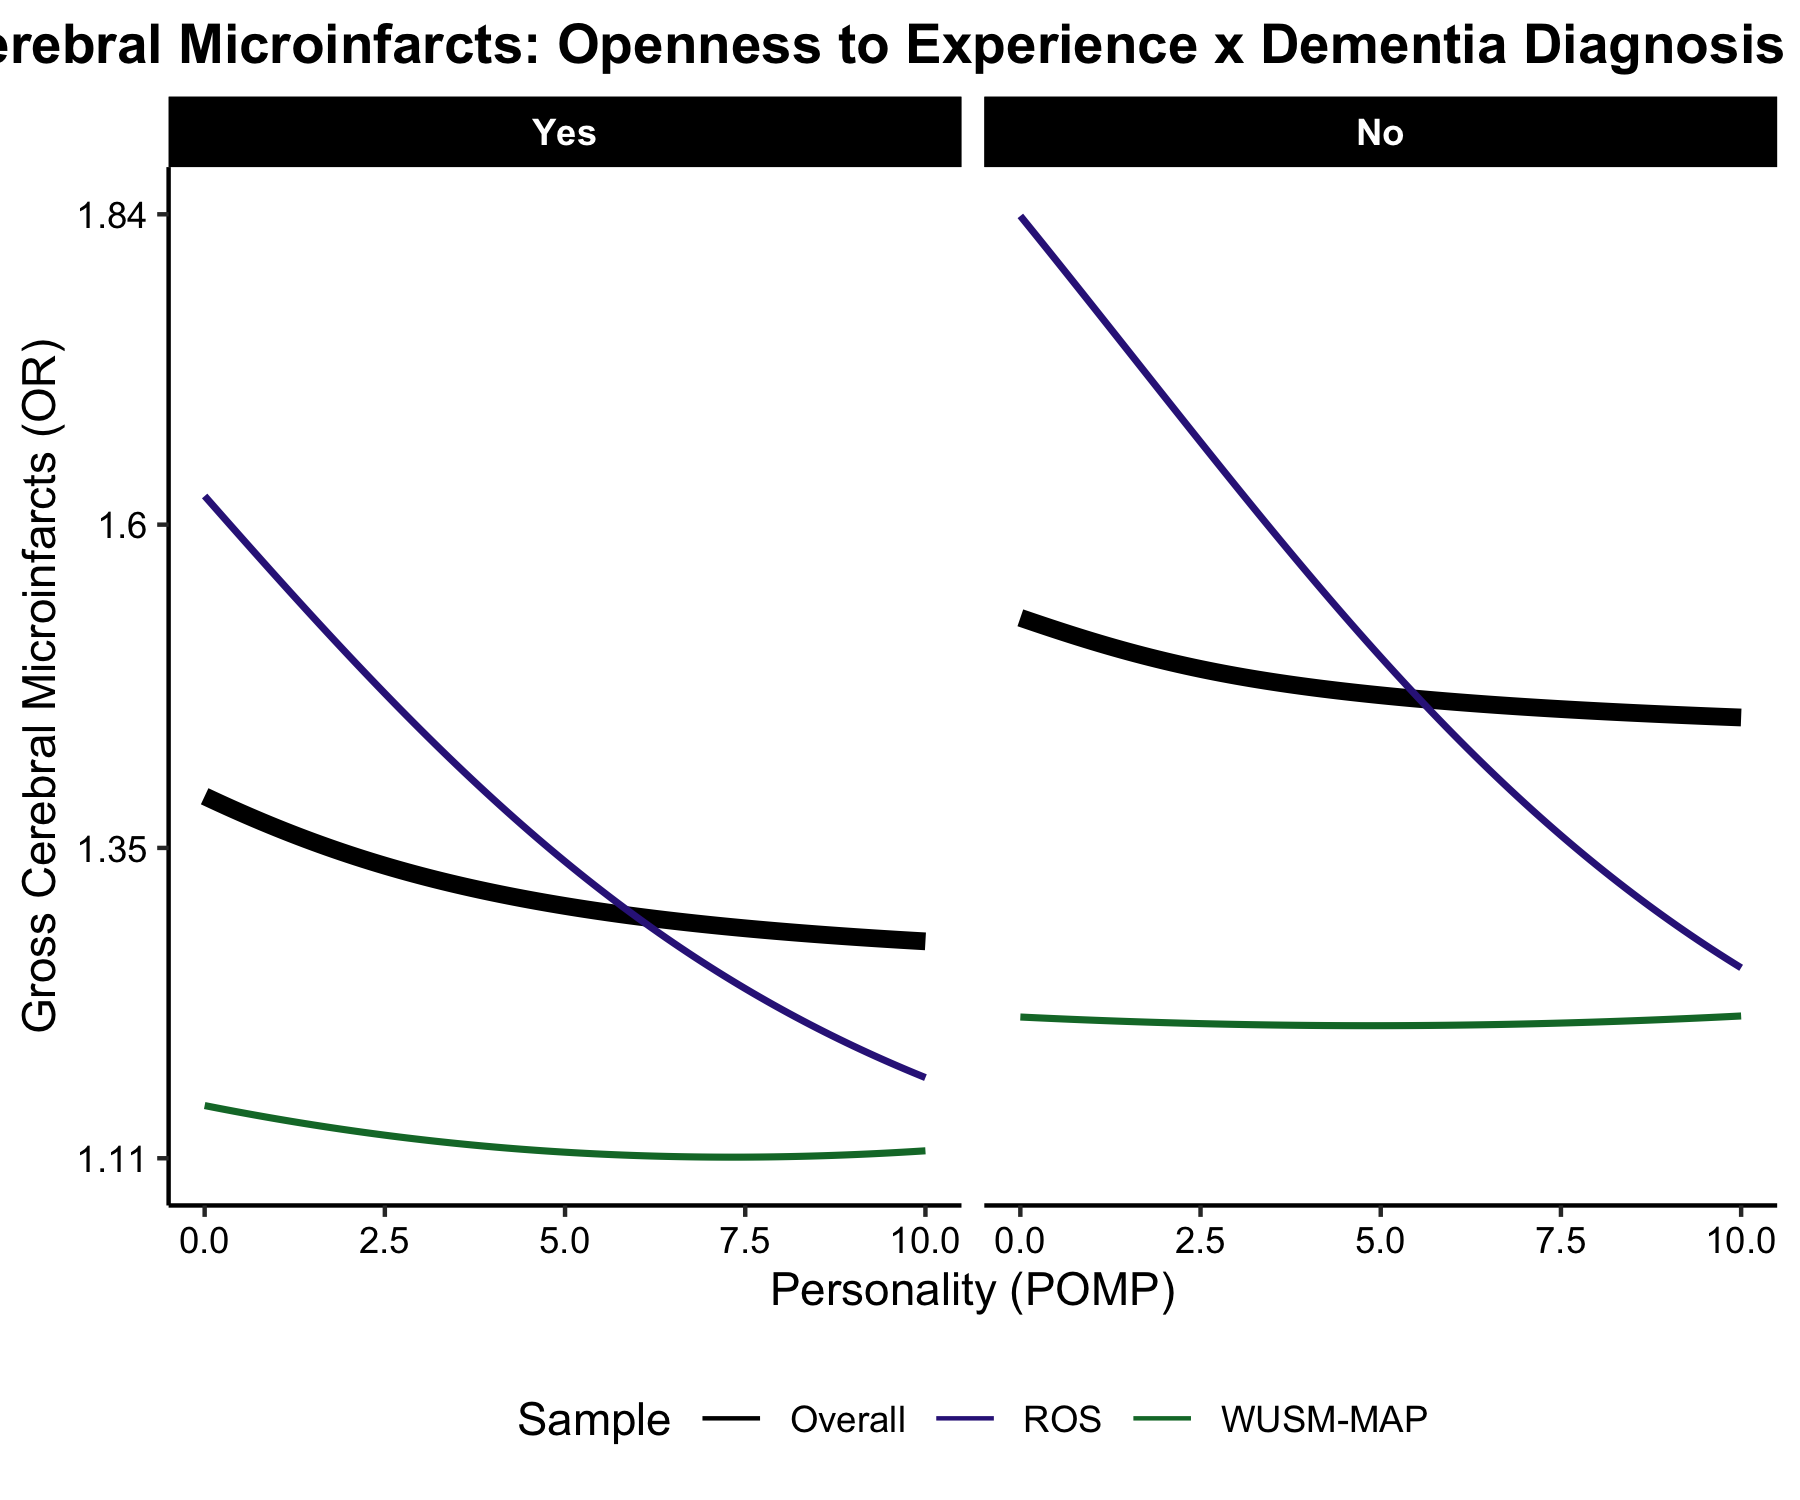 erebral Microinfarcts: Openness to Experience x Dementia Diagnosis
Yes
No
Gross Cerebral Microinfarcts (OR)
1.84
1.6
1.35
1.11
0.0 2.5 5.0 7.5 10.0
0.0 2.5 5.0 7.5 10.0
Personality (POMP)
Sample Overall ROS WUSM-MAP